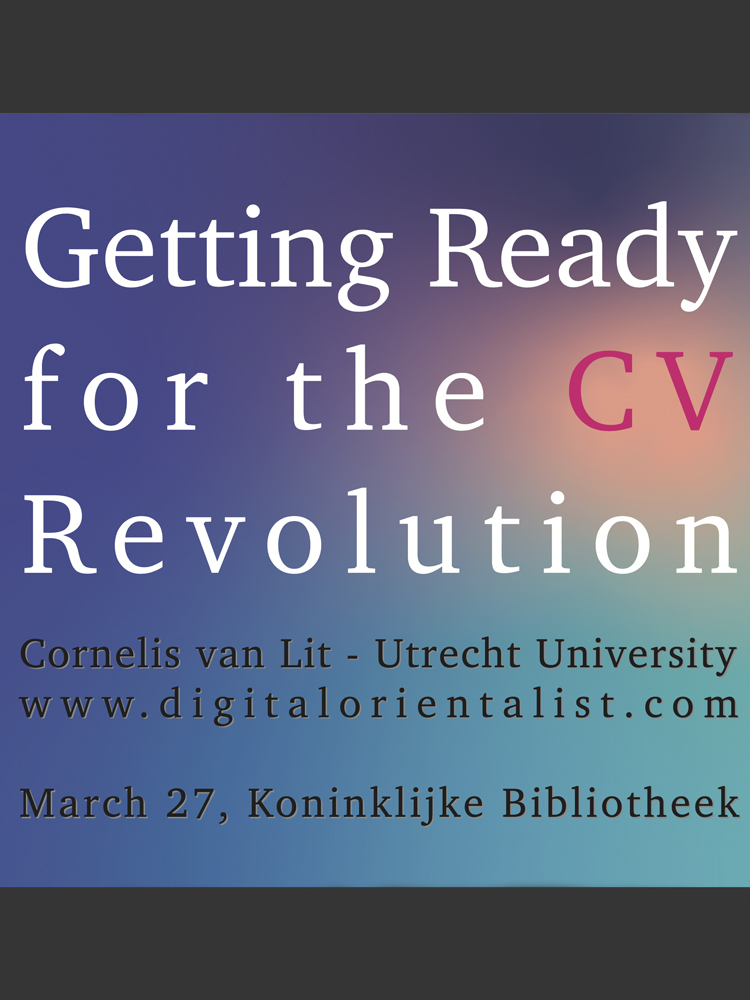 Getting Ready
for the CV
Revolution
Cornelis van Lit - Utrecht University
www.digitalorientalist.com
March 27, Koninklijke Bibliotheek